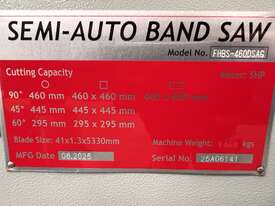 SEMI-AUTO BAND SAW
Model No. FHBS-460DSAG
Cutting Capacity
Motor: 5HP
90° 460 mm 460 x 460 mm
45° 445 mm 445 x 445 mm
60° 295 mm 295 x 295 mm
Blade Size: 41x1.3x5330mm
Machine Weight:
MFG Date 06.2025
Serial No. 25A06141